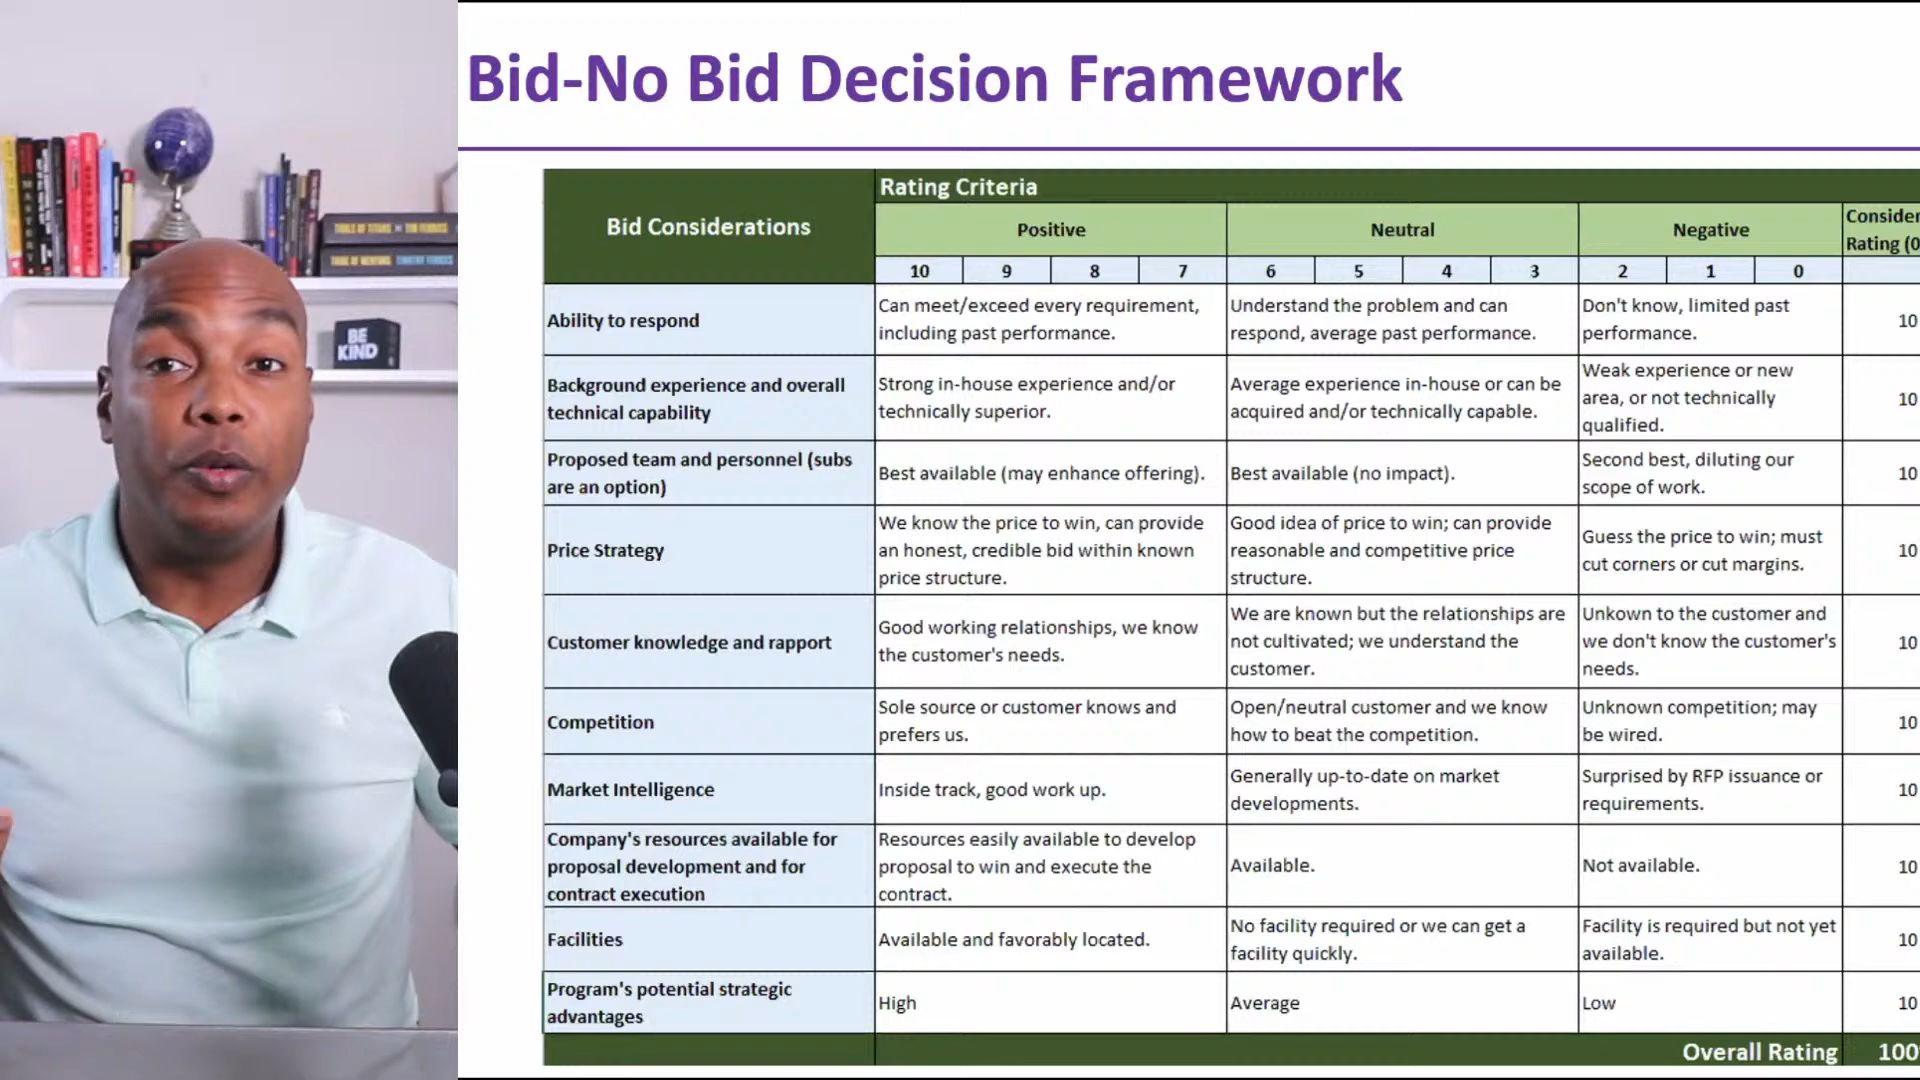 Bid-No Bid Decision Framework
Bid Considerations
Rating Criteria
Positive
Neutral
Negative
Consider
Rating (0
10 9 8 7 6 5 4 3 2 1 0
Ability to respond
Can meet/exceed every requirement,
including past performance.
Understand the problem and can
respond, average past performance.
Don't know, limited past
performance.
10
Background experience and overall
technical capability
Strong in-house experience and/or
technically superior.
Average experience in-house or can be
acquired and/or technically capable.
Weak experience or new
area, or not technically
qualified.
10
Proposed team and personnel (subs
are an option)
Best available (may enhance offering).
Best available (no impact).
Second best, diluting our
scope of work.
10
Price Strategy
We know the price to win, can provide
an honest, credible bid within known
price structure.
Good idea of price to win; can provide
reasonable and competitive price
structure.
Guess the price to win; must
cut corners or cut margins.
10
Customer knowledge and rapport
Good working relationships, we know
the customer's needs.
We are known but the relationships are
not cultivated; we understand the
customer.
Unkown to the customer and
we don't know the customer's
needs.
10
Competition
Sole source or customer knows and
prefers us.
Open/neutral customer and we know
how to beat the competition.
Unknown competition; may
be wired.
10
Market Intelligence
Inside track, good work up.
Generally up-to-date on market
developments.
Surprised by RFP issuance or
requirements.
10
Company's resources available for
proposal development and for
contract execution
Resources easily available to develop
proposal to win and execute the
contract.
Available.
Not available.
10
Facilities
Available and favorably located.
No facility required or we can get a
facility quickly.
Facility is required but not yet
available.
10
Program's potential strategic
advantages
High
Average
Low
10
Overall Rating
100
BE
KIND